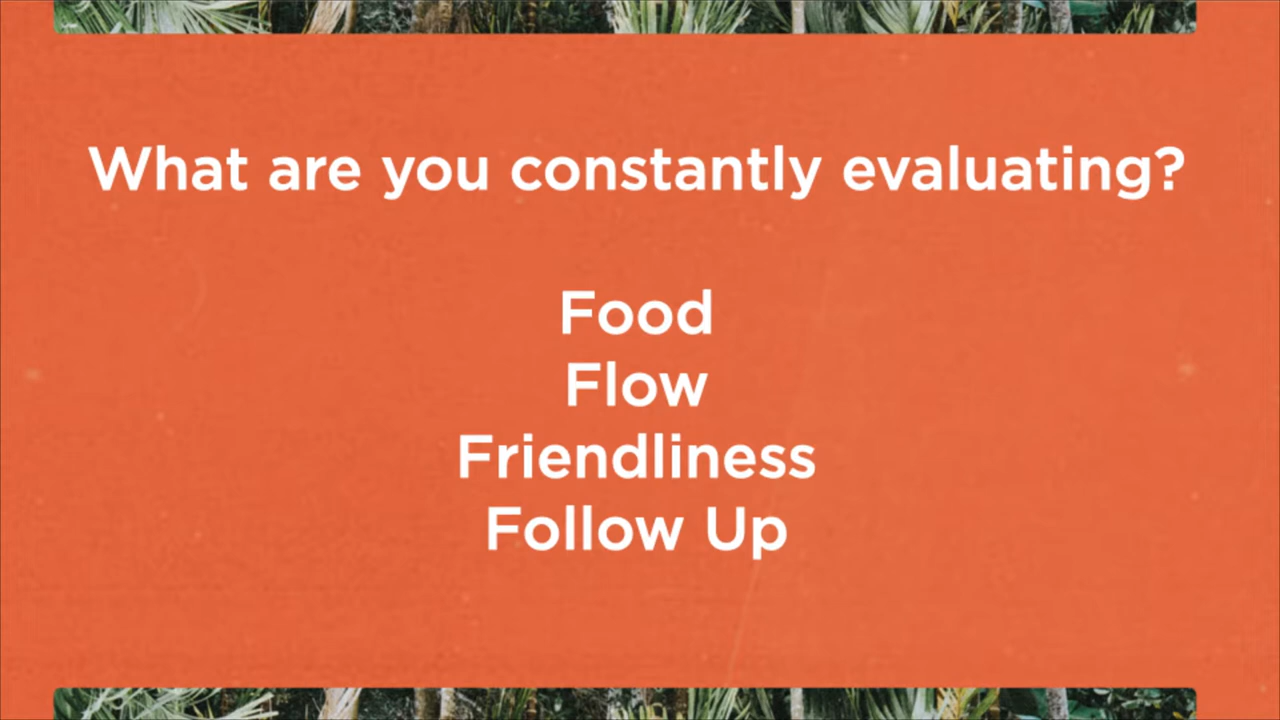 What are you constantly evaluating?
Food
Flow
Friendliness
Follow Up